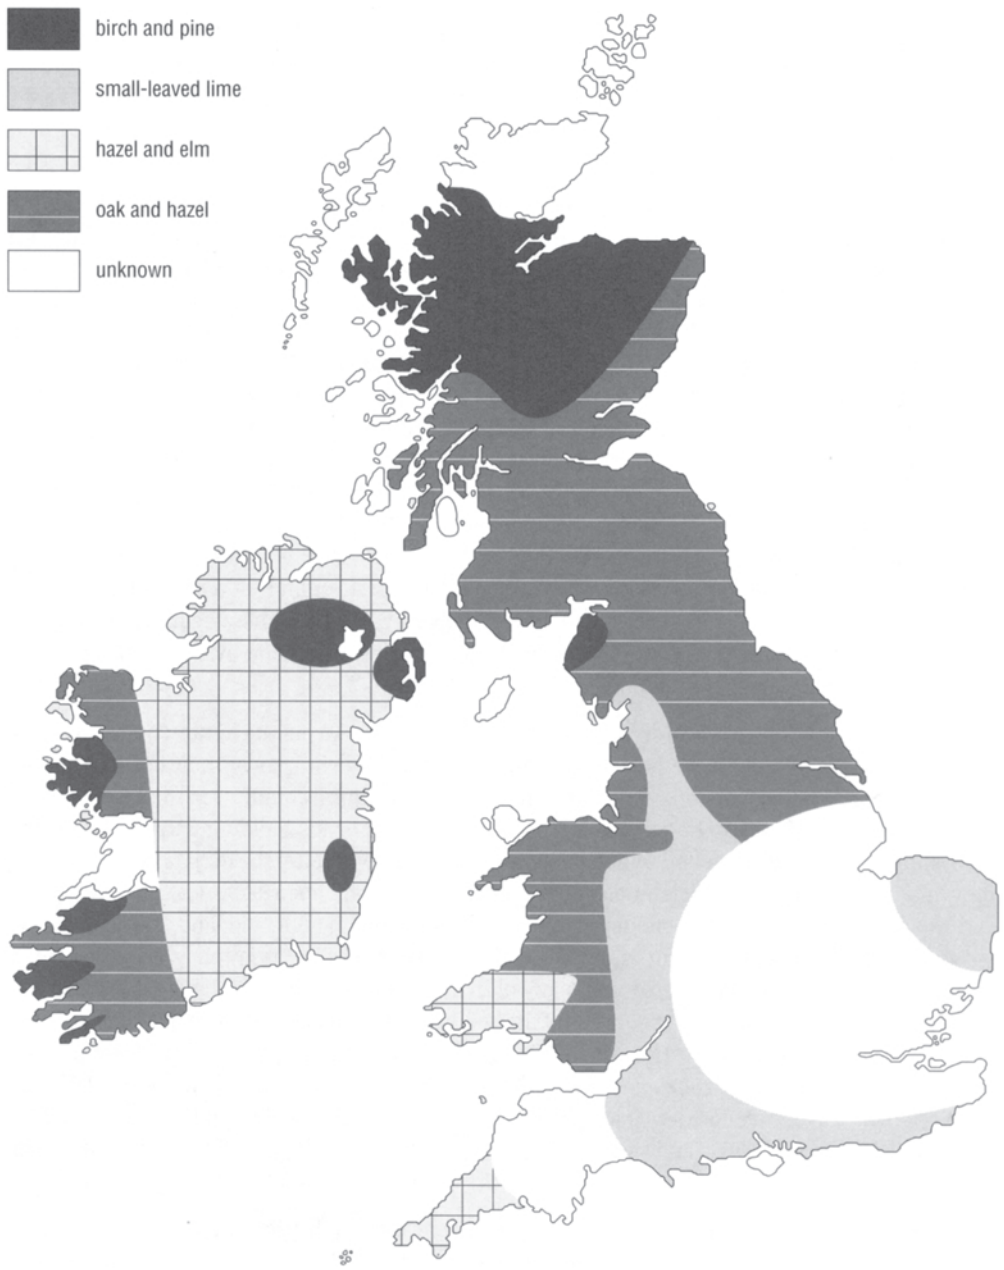 birch and pine
small-leaved lime
hazel and elm
oak and hazel
unknown